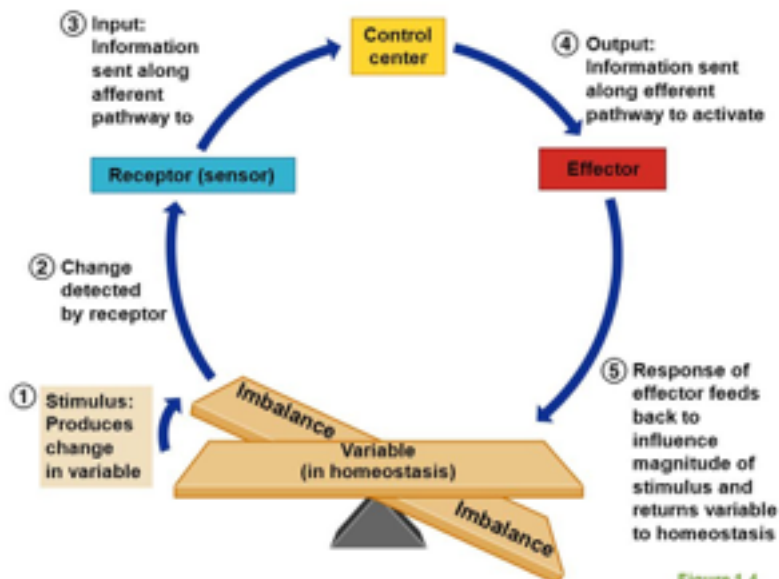 ③ Input:
Information
sent along
afferent
pathway to
Control
center
④ Output:
Information sent
along efferent
pathway to activate
Receptor (sensor)
Effector
② Change
detected
by receptor
① Stimulus:
Produces
change
in variable
Imbalance
Variable
(in homeostasis)
Imbalance
⑤ Response of
effector feeds
back to
influence
magnitude of
stimulus and
returns variable
to homeostasis